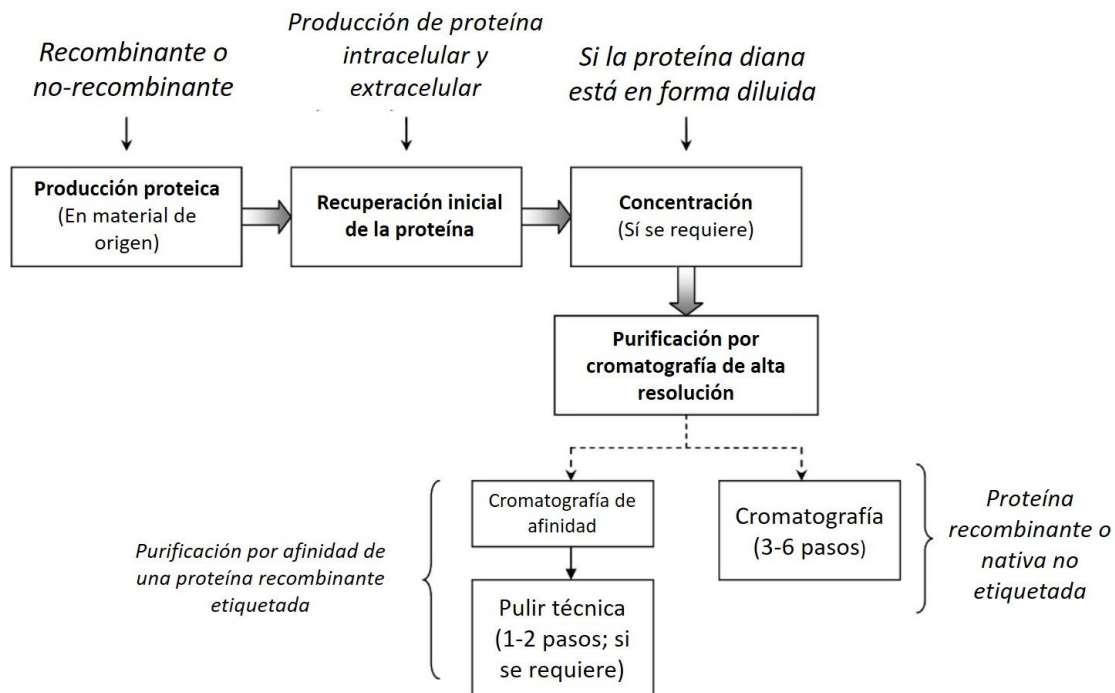 Recombinante o
no-recombinante
Producción de proteína
intracelular y
extracelular
Si la proteína diana
está en forma diluida
Producción proteica
(En material de
origen)
Recuperación inicial
de la proteína
Concentración
(Sí se requiere)
Purificación por
cromatografía de alta
resolución
Purificación por afinidad de
una proteína recombinante
etiquetada
Cromatografía de
afinidad
Pulir técnica
(1-2 pasos; si
se requiere)
Cromatografía
(3-6 pasos)
Proteína
recombinante o
nativa no
etiquetada